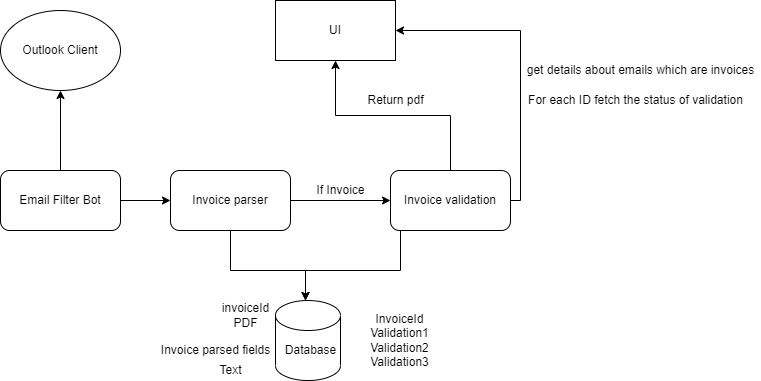 UI
Outlook Client
get details about emails which are invoices
Return pdf
For each ID fetch the status of validation
Email Filter Bot
Invoice parser
If Invoice
Invoice validation
invoiceId
PDF
Invoice parsed fields
Text
Database
InvoiceId
Validation1
Validation2
Validation3